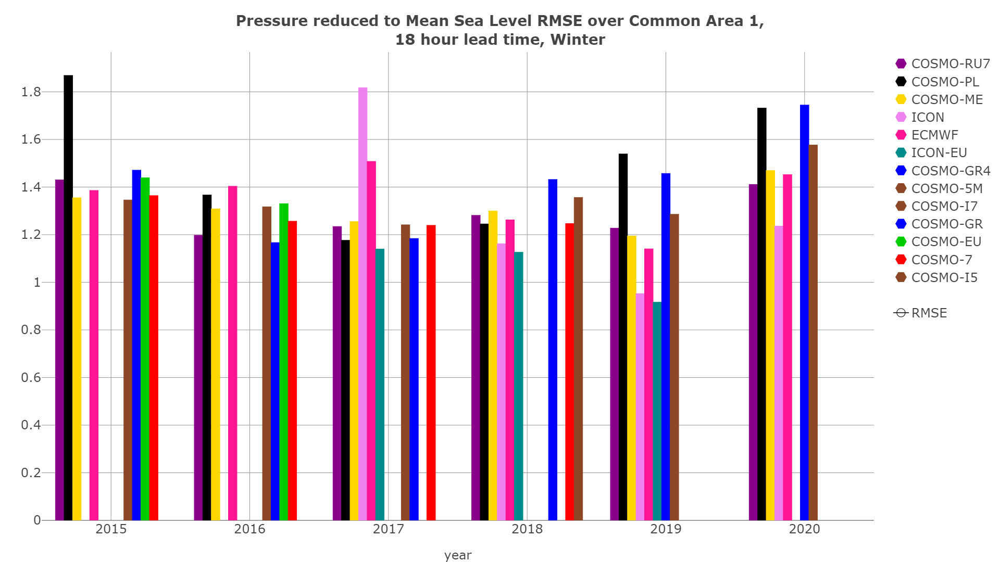 Pressure reduced to Mean Sea Level RMSE over Common Area 1,
18 hour lead time, Winter
1.8
1.6
1.4
1.2
1
0.8
0.6
0.4
0.2
0
2015
2016
2017
2018
2019
2020
year
COSMO-RU7
COSMO-PL
COSMO-ME
ICON
ECMWF
ICON-EU
COSMO-GR4
COSMO-5M
COSMO-I7
COSMO-GR
COSMO-EU
COSMO-7
COSMO-I5
RMSE